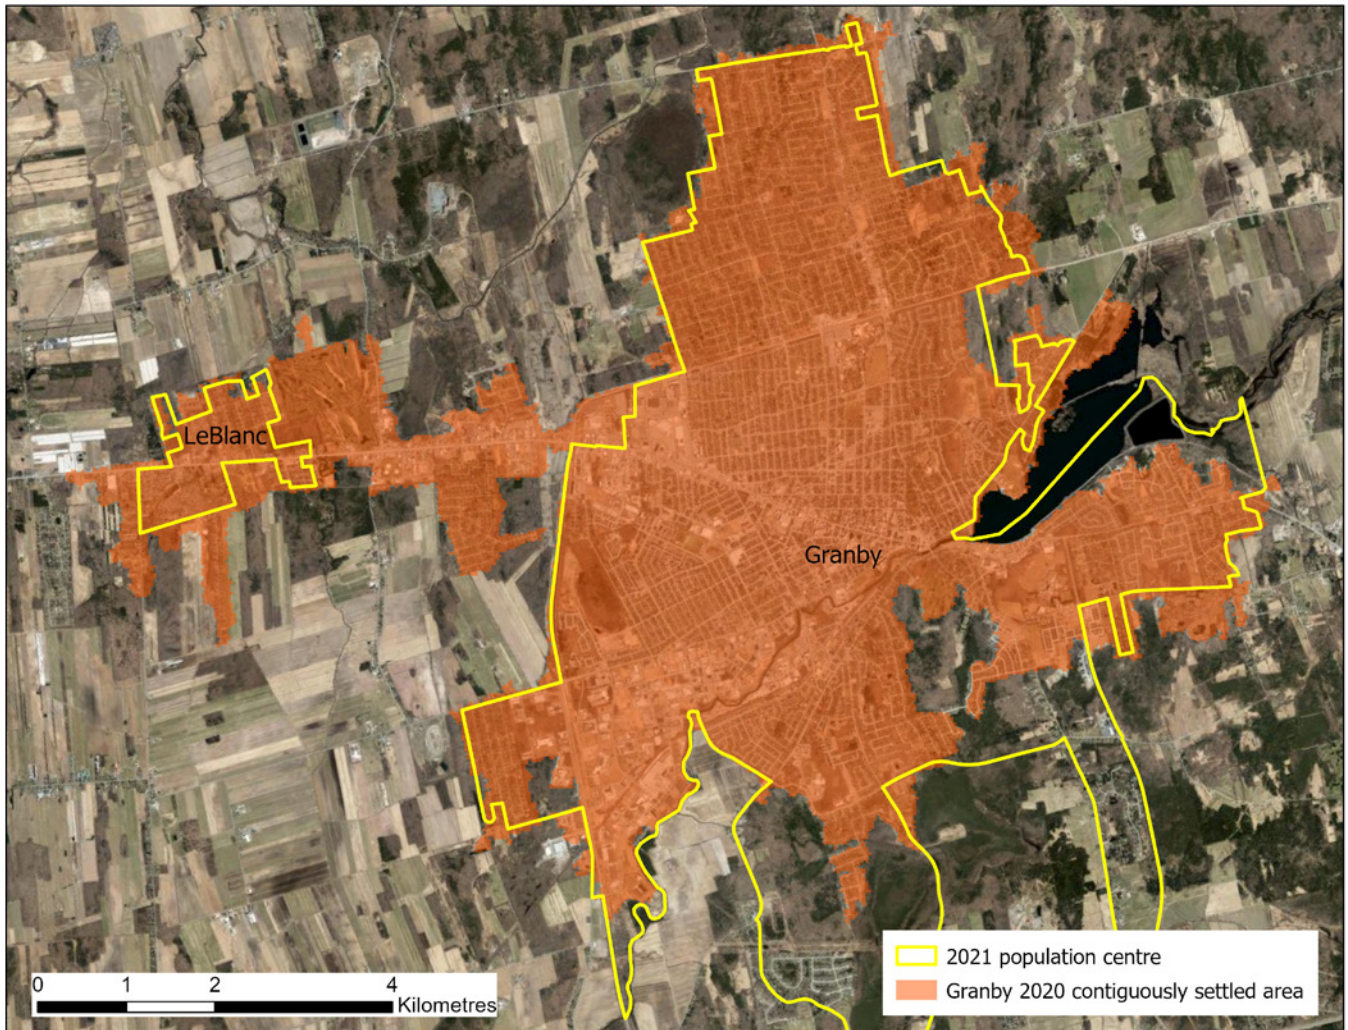 LeBlanc
Granby
2021 population centre
Granby 2020 contiguously settled area
0 1 2 4
Kilometres